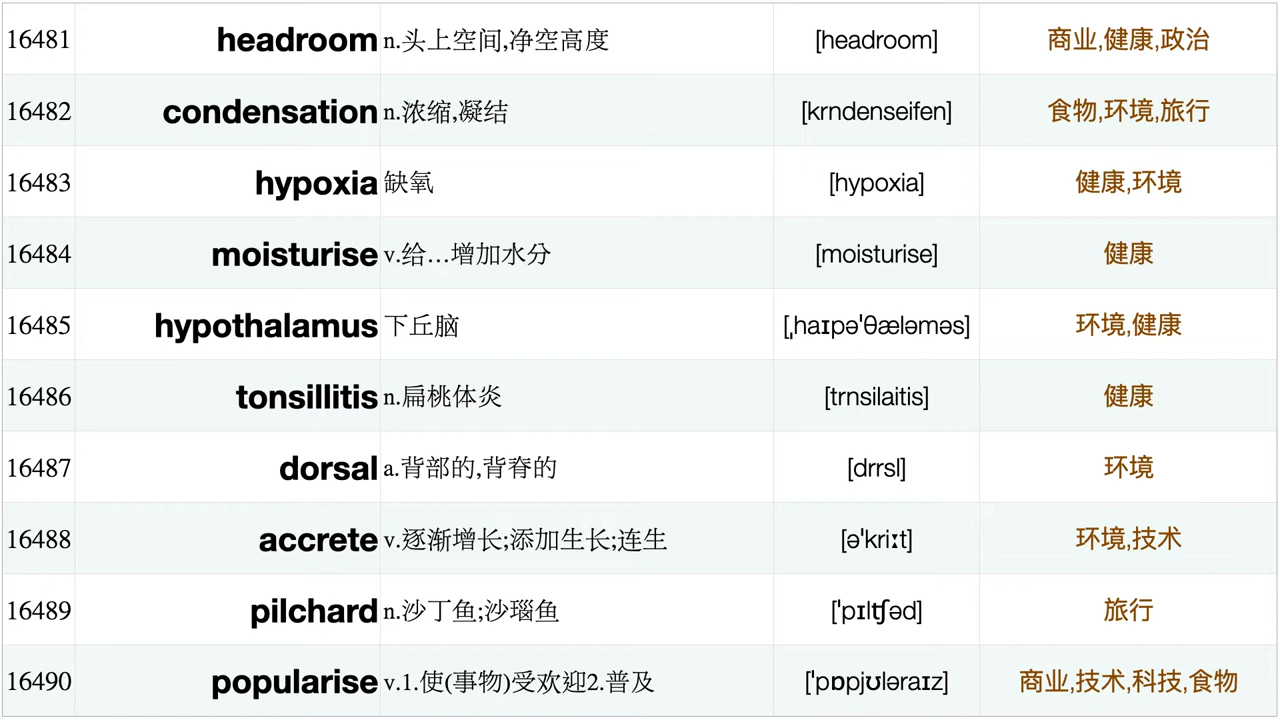 16481 headroom n.头上空间,净空高度 [headroom] 商业,健康,政治
16482 condensation n.浓缩,凝结 [krndenseifen] 食物,环境,旅行
16483 hypoxia 缺氧 [hypoxia] 健康,环境
16484 moisturise v.给…增加水分 [moisturise] 健康
16485 hypothalamus 下丘脑 [ˌhaɪpəˈθæləməs] 环境,健康
16486 tonsillitis n.扁桃体炎 [trnsilaitis] 健康
16487 dorsal a.背部的,背脊的 [drrsl] 环境
16488 accrete v.逐渐增长;添加生长;连生 [əˈkriːt] 环境,技术
16489 pilchard n.沙丁鱼;沙瑙鱼 [ˈpɪlʧəd] 旅行
16490 popularise v.1.使(事物)受欢迎2.普及 [ˈpɒpjʊləraɪz] 商业,技术,科技,食物